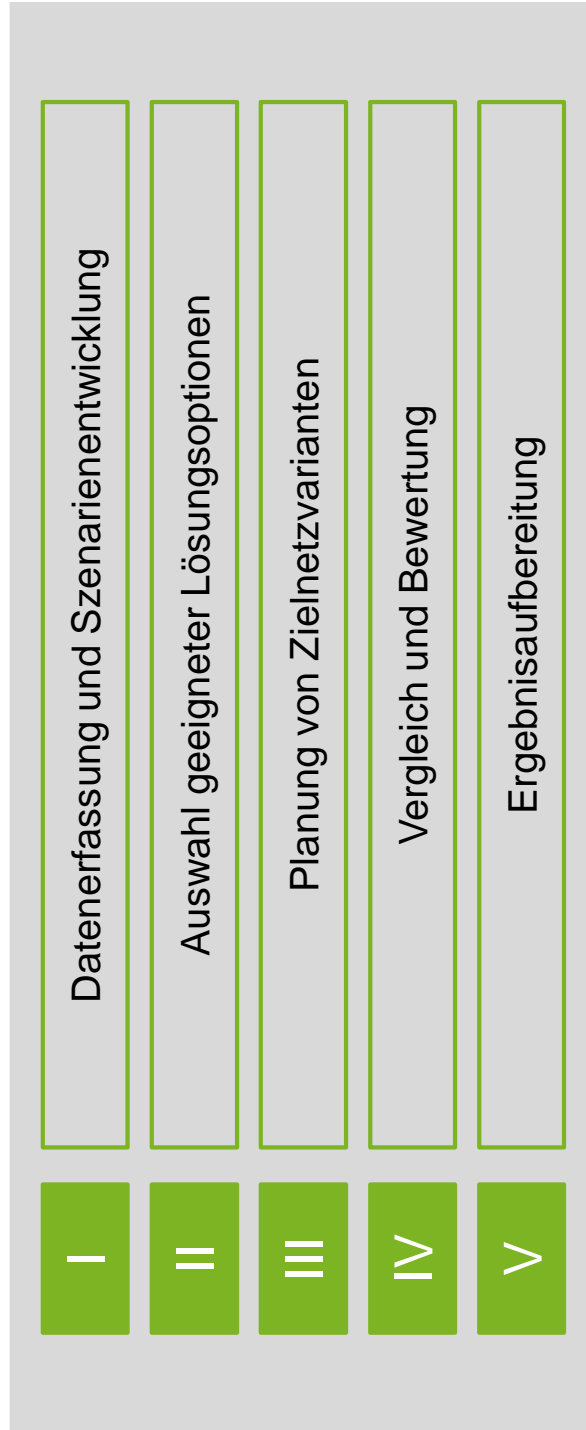 I Datenerfassung und Szenarienentwicklung
II Auswahl geeigneter Lösungsoptionen
III Planung von Zielnetzvarianten
IV Vergleich und Bewertung
V Ergebnisaufbereitung